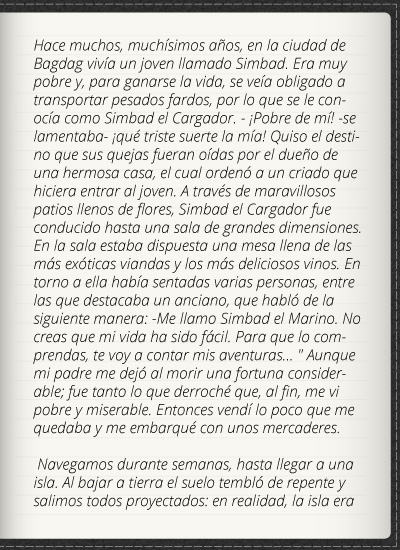 Hace muchos, muchísimos años, en la ciudad de
Bagdag vivía un joven llamado Simbad. Era muy
pobre y, para ganarse la vida, se veía obligado a
transportar pesados fardos, por lo que se le con-
ocía como Simbad el Cargador. - ¡Pobre de mí! -se
lamentaba- ¡qué triste suerte la mía! Quiso el desti-
no que sus quejas fueran oídas por el dueño de
una hermosa casa, el cual ordenó a un criado que
hiciera entrar al joven. A través de maravillosos
patios llenos de flores, Simbad el Cargador fue
conducido hasta una sala de grandes dimensiones.
En la sala estaba dispuesta una mesa llena de las
más exóticas viandas y los más deliciosos vinos. En
torno a ella había sentadas varias personas, entre
las que destacaba un anciano, que habló de la
siguiente manera: -Me llamo Simbad el Marino. No
creas que mi vida ha sido fácil. Para que lo com-
prendas, te voy a contar mis aventuras... " Aunque
mi padre me dejó al morir una fortuna consider-
able; fue tanto lo que derroché que, al fin, me vi
pobre y miserable. Entonces vendí lo poco que me
quedaba y me embarqué con unos mercaderes.
Navegamos durante semanas, hasta llegar a una
isla. Al bajar a tierra el suelo tembló de repente y
salimos todos proyectados: en realidad, la isla era